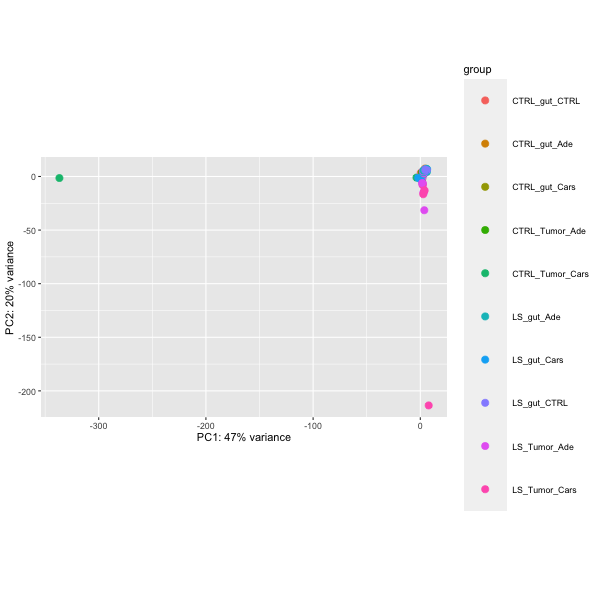 group
CTRL_gut_CTRL
CTRL_gut_Ade
CTRL_gut_Cars
CTRL_Tumor_Ade
CTRL_Tumor_Cars
LS_gut_Ade
LS_gut_Cars
LS_gut_CTRL
LS_Tumor_Ade
LS_Tumor_Cars
PC2: 20% variance
0
-50
-100
-150
-200
-300
-200
-100
0
PC1: 47% variance